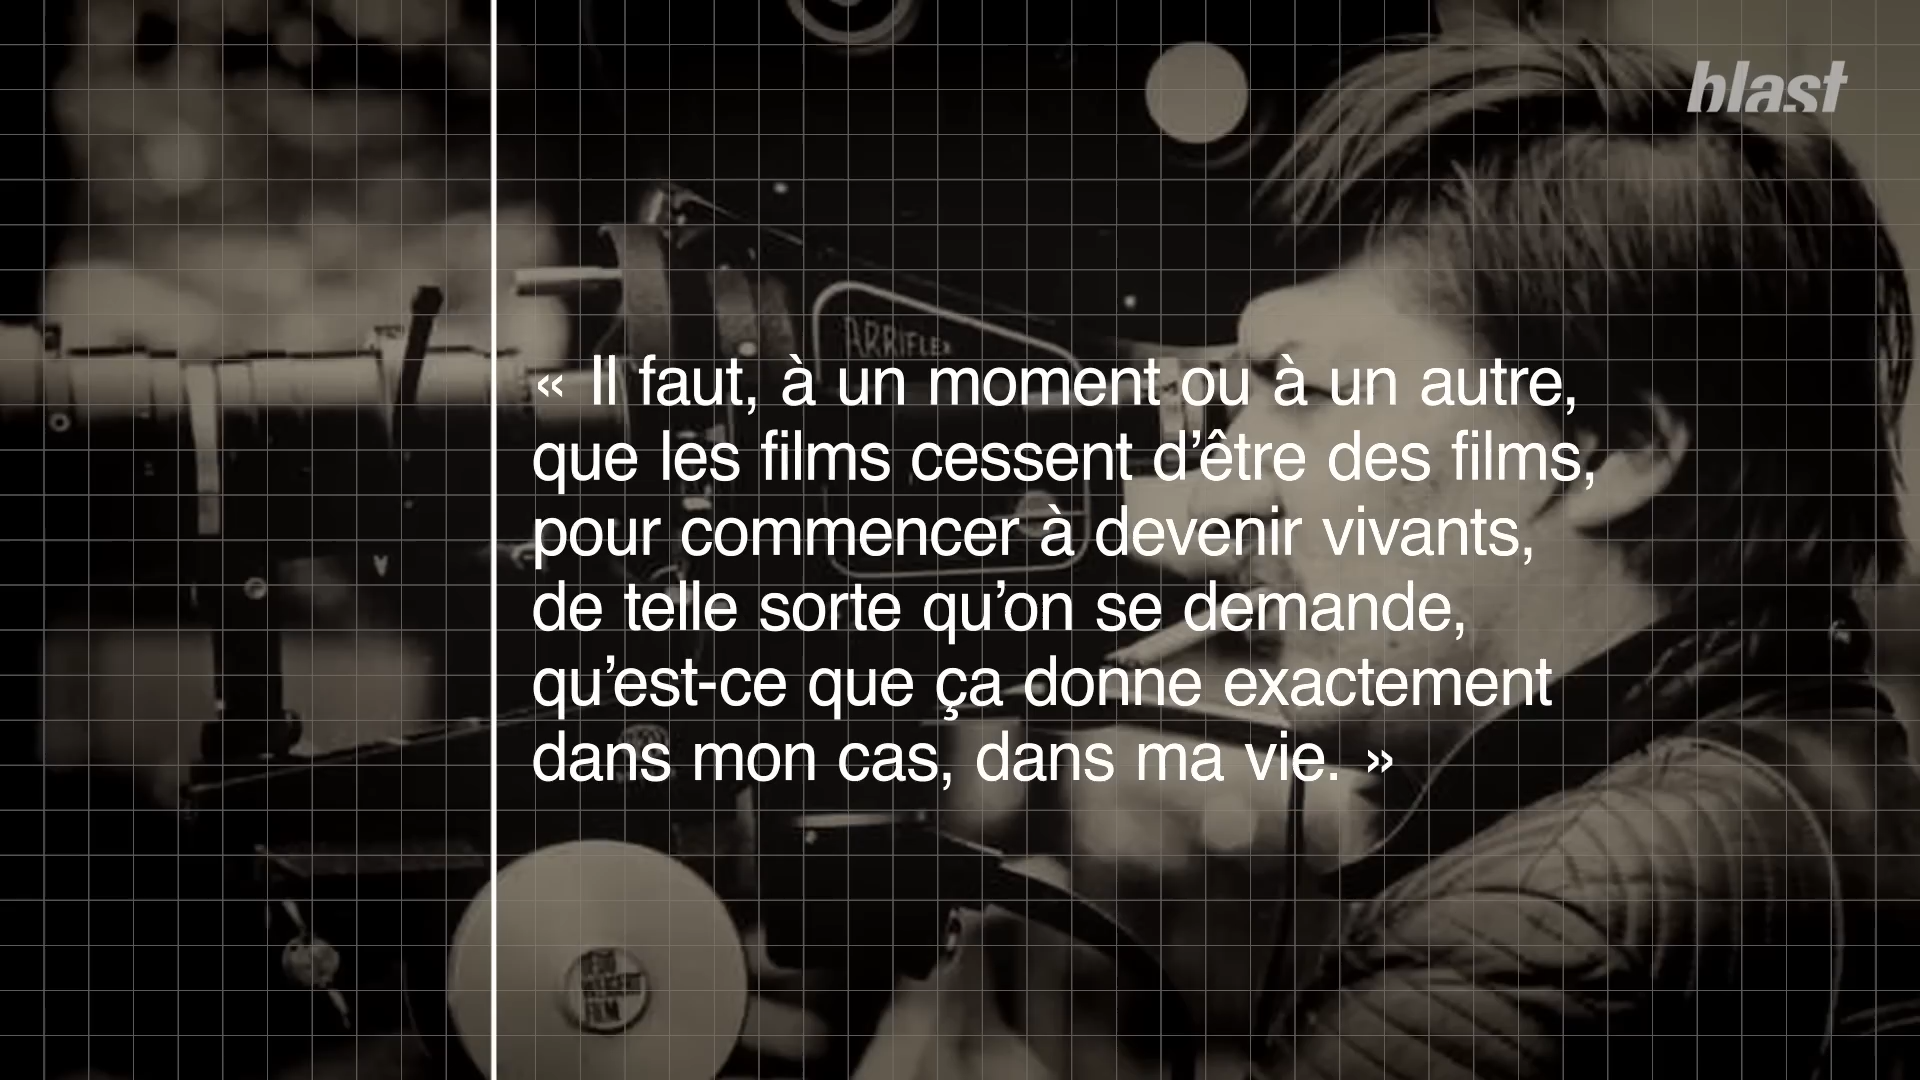 blast
ARRIFLEX
« Il faut, à un moment ou à un autre,
que les films cessent d’être des films,
pour commencer à devenir vivants,
de telle sorte qu’on se demande,
qu’est-ce que ça donne exactement
dans mon cas, dans ma vie. »
FILM